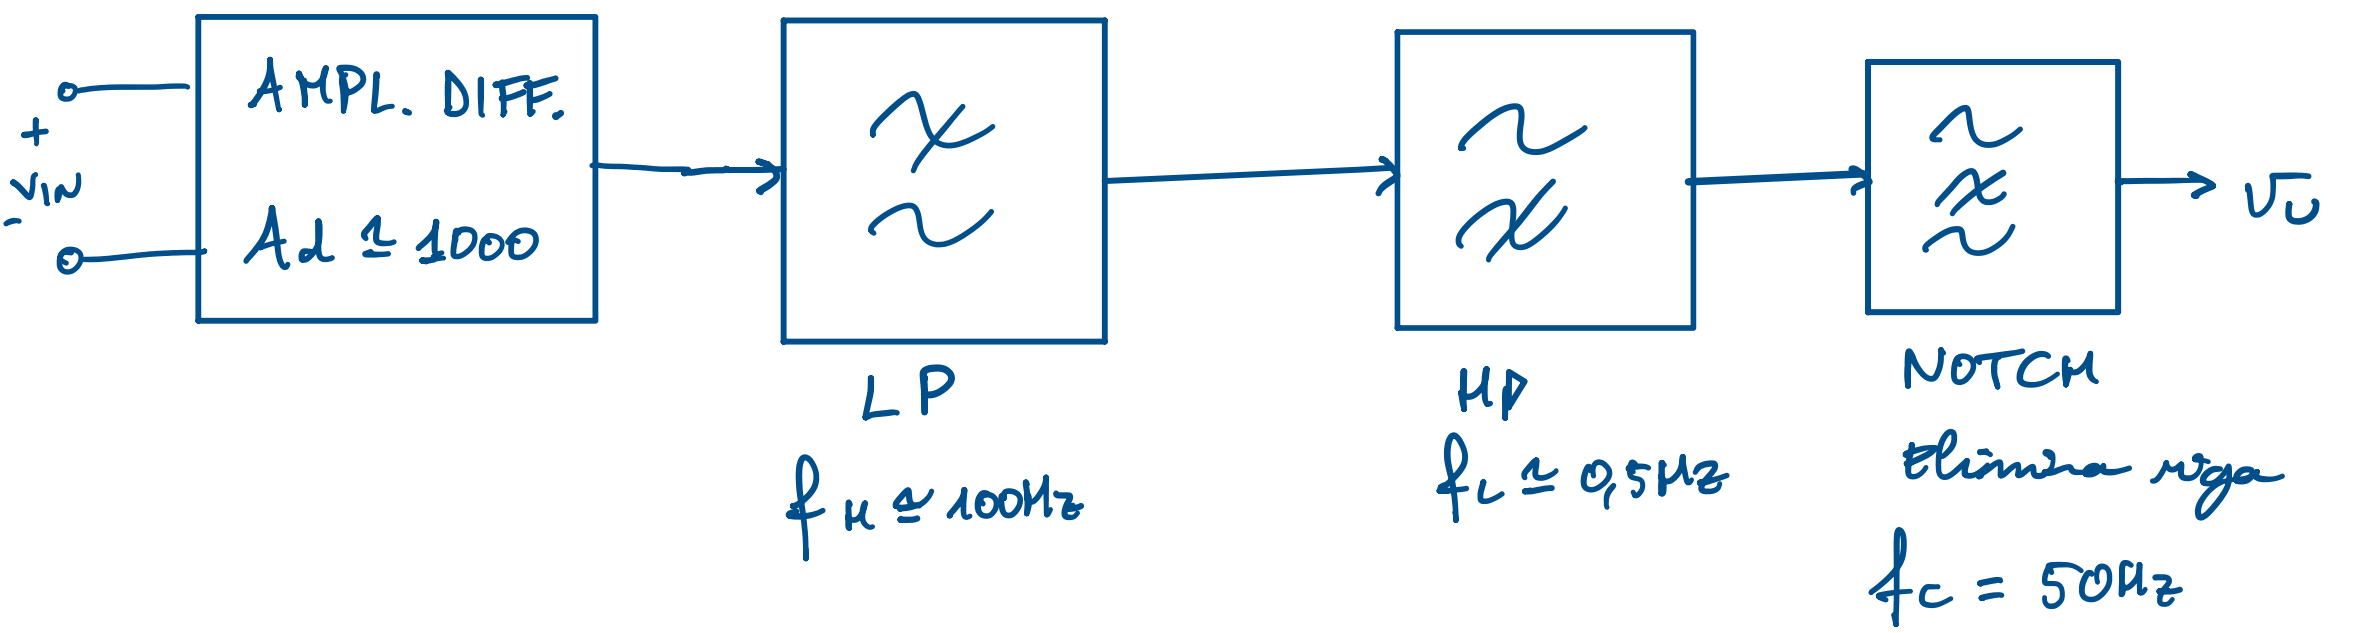 AMPL. DIFF.
Ad ≃ 1000
+
VIN
-
LP
fH ≃ 100Hz
HP
fL ≃ 0,5Hz
NOTCH
Elimina riga
fC = 50Hz
VU